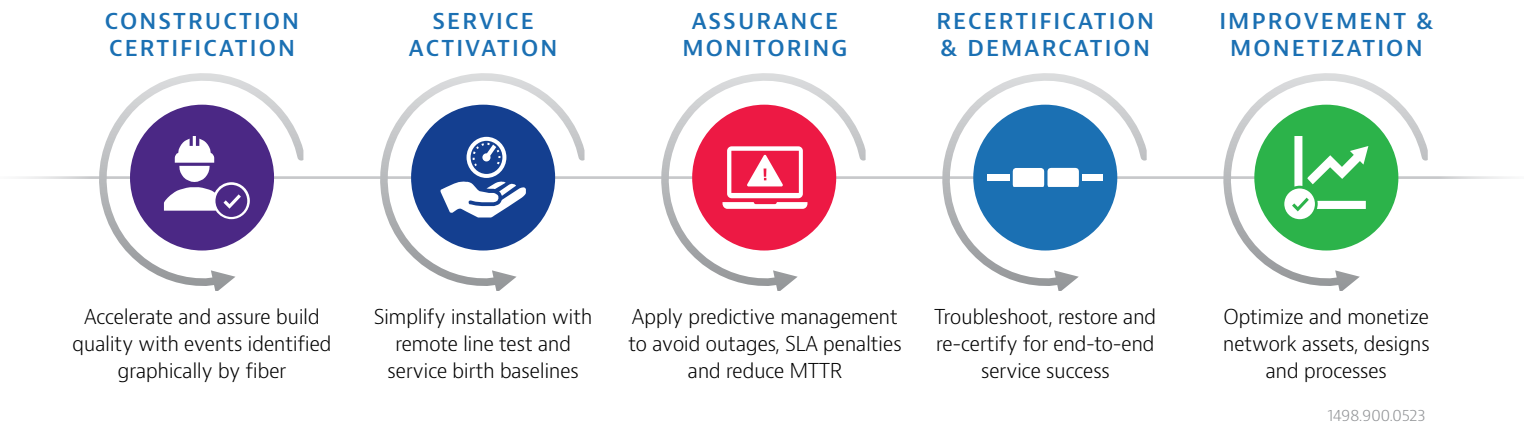 CONSTRUCTION
CERTIFICATION
Accelerate and assure build
quality with events identified
graphically by fiber
SERVICE
ACTIVATION
Simplify installation with
remote line test and
service birth baselines
ASSURANCE
MONITORING
Apply predictive management
to avoid outages, SLA penalties
and reduce MTTR
RECERTIFICATION
& DEMARCATION
Troubleshoot, restore and
re-certify for end-to-end
service success
IMPROVEMENT &
MONETIZATION
Optimize and monetize
network assets, designs
and processes
1498.900.0523